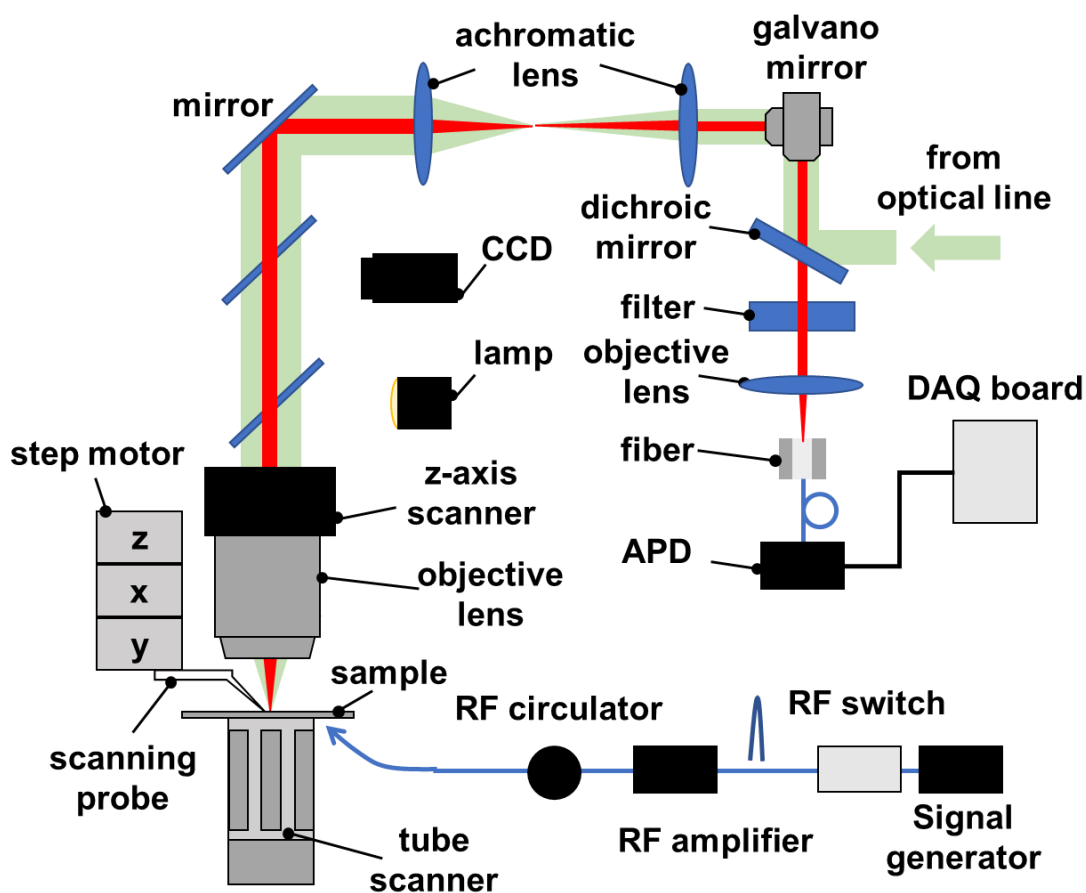 achromatic
lens
galvano
mirror
mirror
from
optical line
dichroic
mirror
CCD
filter
lamp
objective
lens
DAQ board
step motor
z-axis
scanner
fiber
z
x
y
APD
objective
lens
sample
RF circulator
RF switch
scanning
probe
RF amplifier
Signal
generator
tube
scanner